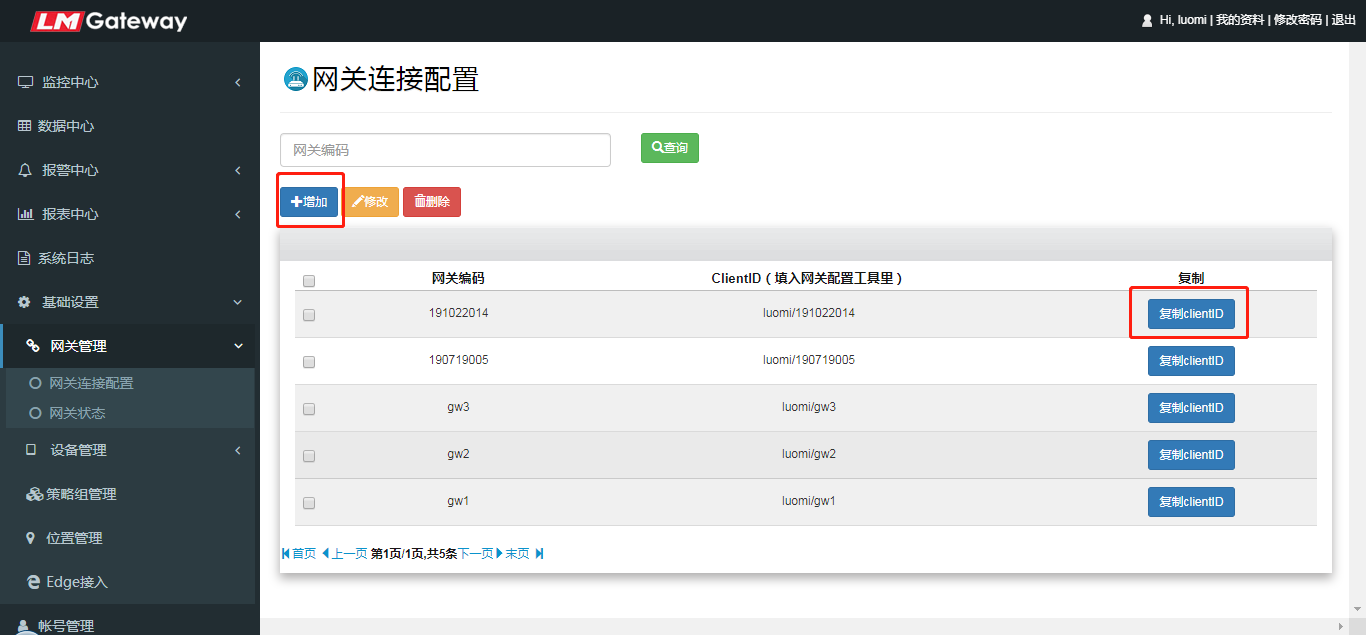 LMGateway
Hi, luomi | 我的资料 | 修改密码 | 退出
监控中心
数据中心
报警中心
报表中心
系统日志
基础设置
网关管理
网关连接配置
网关状态
设备管理
策略组管理
位置管理
Edge接入
帐号管理
网关连接配置
网关编码
查询
增加 修改 删除
网关编码 ClientID（填入网关配置工具里） 复制
191022014 luomi/191022014 复制clientID
190719005 luomi/190719005 复制clientID
gw3 luomi/gw3 复制clientID
gw2 luomi/gw2 复制clientID
gw1 luomi/gw1 复制clientID
首页 上一页 第1页/1页,共5条下一页 末页